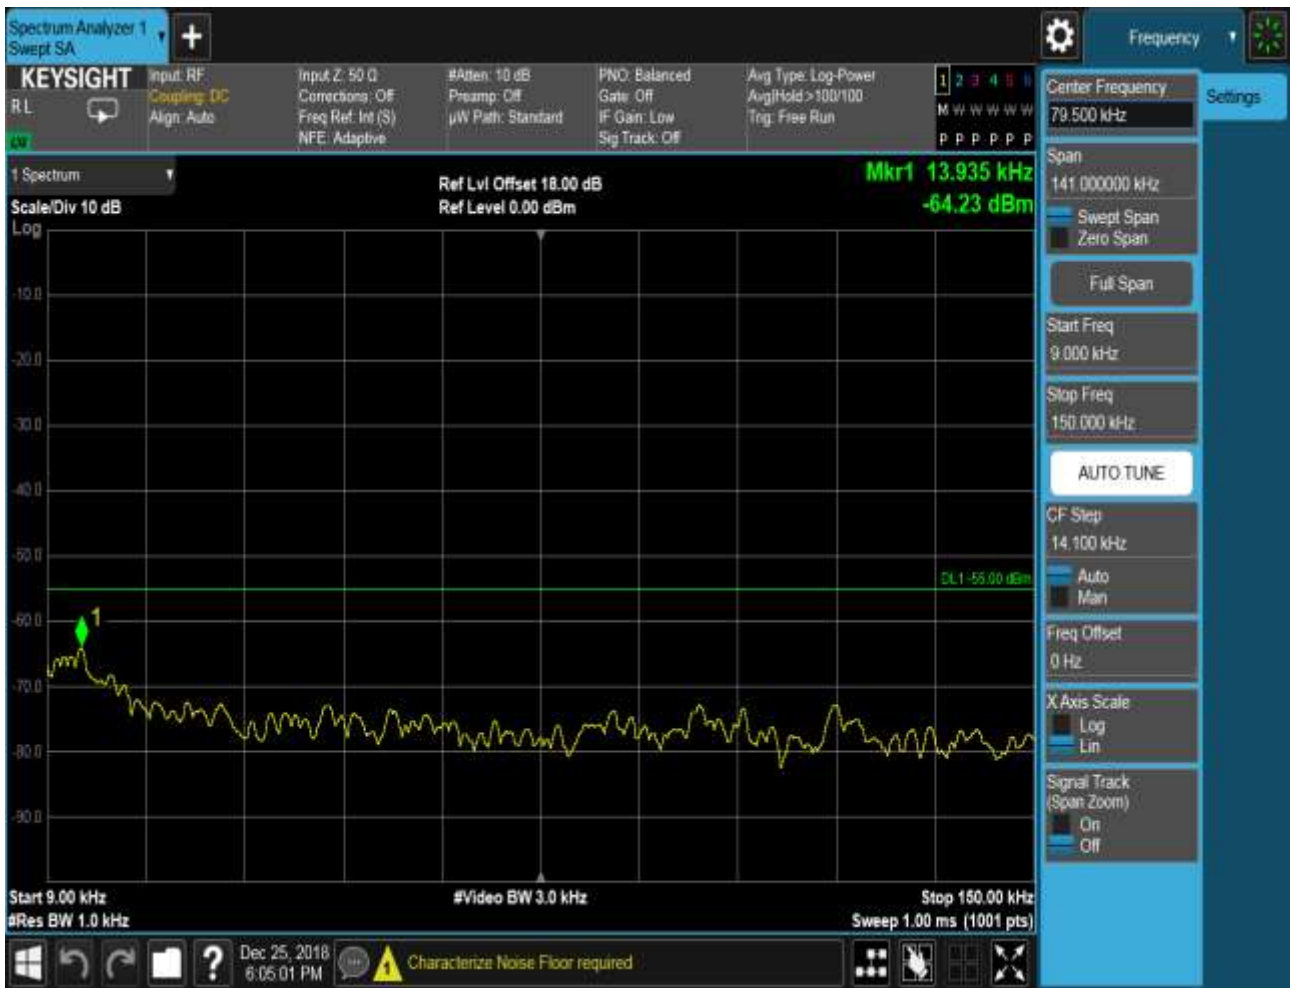 Spectrum Analyzer 1
Swept SA
Frequency
KEYSIGHT
Input: RF
Input Z: 50 Ω
#Atten: 10 dB
PNO: Balanced
Avg Type: Log-Power
1 2 3 4 5 6
R L
Coupling: DC
Corrections: Off
Preamp: Off
Gate: Off
Avg|Hold >100/100
M W W W W W
Align: Auto
Freq Ref: Int (S)
µW Path: Standard
IF Gain: Low
Trig: Free Run
NFE: Adaptive
Sig Track: Off
P P P P P P
1 Spectrum
Ref Lvl Offset 18.00 dB
Mkr1 13.935 kHz
Scale/Div 10 dB
Ref Level 0.00 dBm
-64.23 dBm
Log
-10.0
-20.0
-30.0
-40.0
-50.0
DL1 -55.00 dBm
-60.0
1
-70.0
-80.0
-90.0
Start 9.00 kHz
#Video BW 3.0 kHz
Stop 150.00 kHz
#Res BW 1.0 kHz
Sweep 1.00 ms (1001 pts)
Center Frequency
79.500 kHz
Settings
Span
141.000000 kHz
Swept Span
Zero Span
Full Span
Start Freq
9.000 kHz
Stop Freq
150.000 kHz
AUTO TUNE
CF Step
14.100 kHz
Auto
Man
Freq Offset
0 Hz
X Axis Scale
Log
Lin
Signal Track
(Span Zoom)
On
Off
?
Dec 25, 2018
6:05:01 PM
1
Characterize Noise Floor required